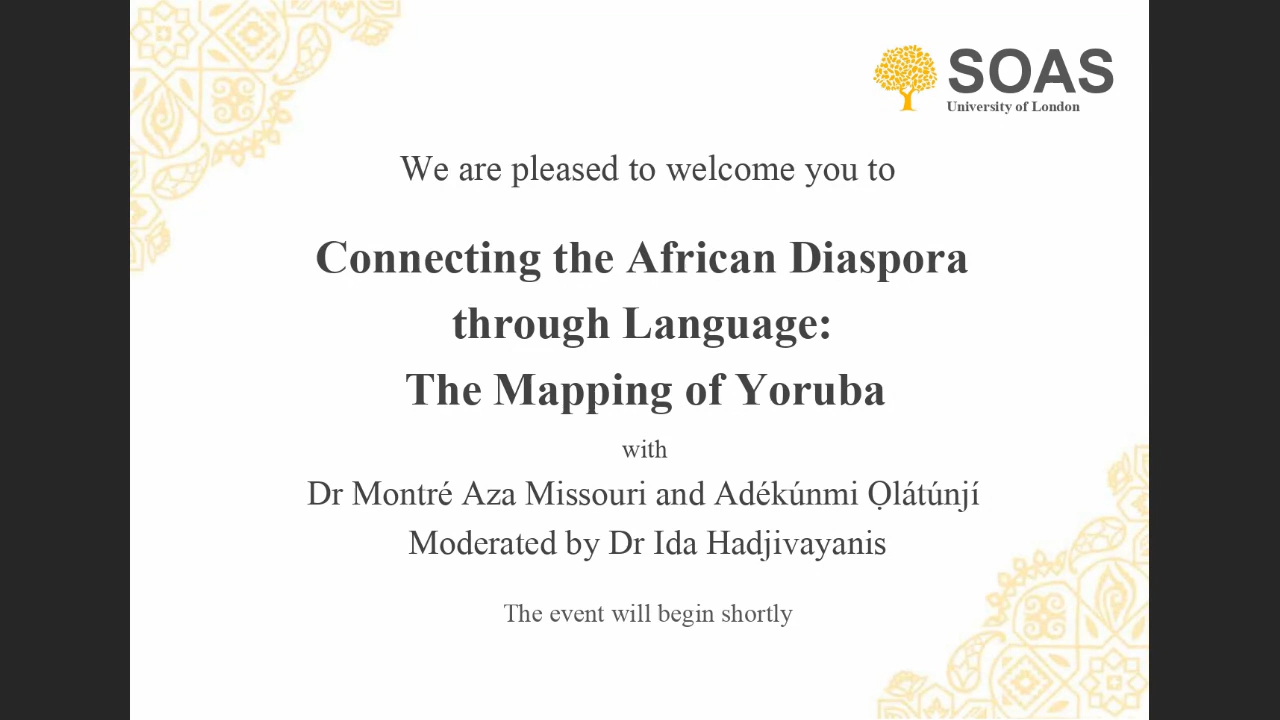 SOAS
University of London
We are pleased to welcome you to
Connecting the African Diaspora
through Language:
The Mapping of Yoruba
with
Dr Montré Aza Missouri and Adékúnmi Ọlátúnjí
Moderated by Dr Ida Hadjivayanis
The event will begin shortly